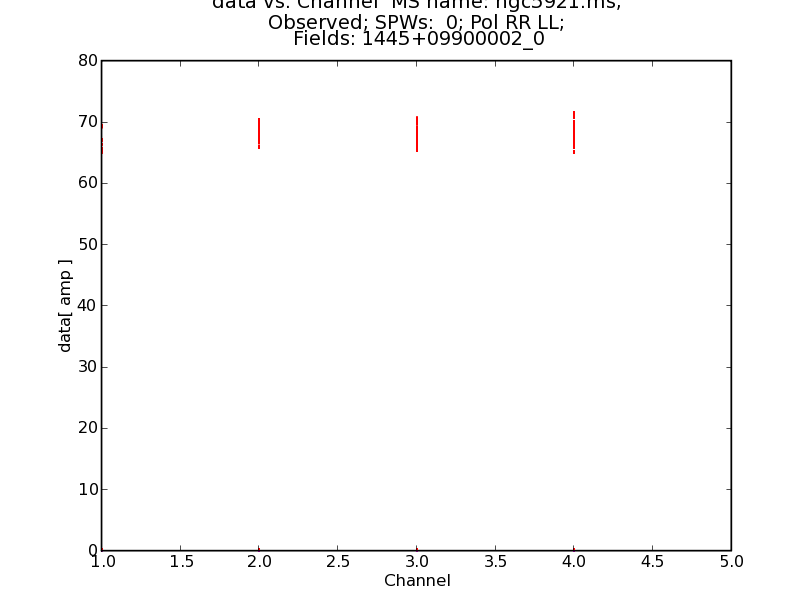 data vs. Channel  MS name: ngc5921.ms,
Observed; SPWs:  0; Pol RR LL;
Fields: 1445+09900002_0
80
70
60
50
40
30
20
10
0
data[ amp ]
1.0 1.5 2.0 2.5 3.0 3.5 4.0 4.5 5.0
Channel